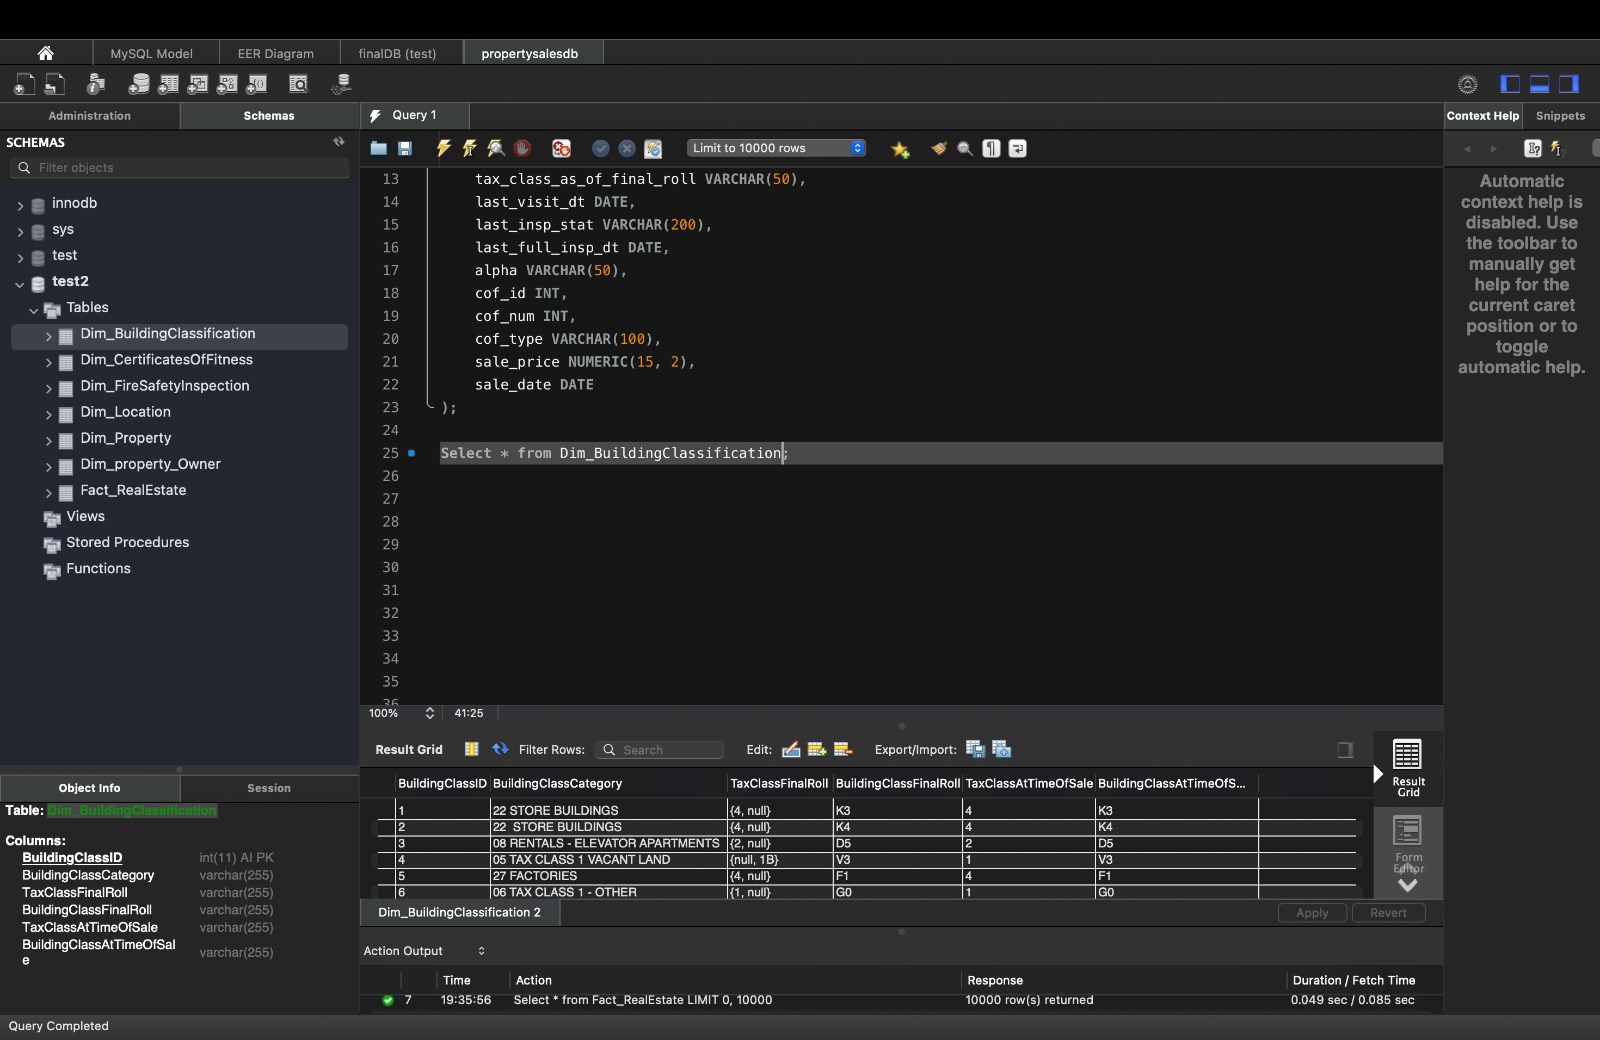 MySQL Model EER Diagram finalDB (test) propertysalesdb
Administration Schemas Query 1 Context Help Snippets
SCHEMAS
Limit to 10000 rows
Filter objects
innodb
sys
test
test2
Tables
Dim_BuildingClassification
Dim_CertificatesOfFitness
Dim_FireSafetyInspection
Dim_Location
Dim_Property
Dim_property_Owner
Fact_RealEstate
Views
Stored Procedures
Functions
13 tax_class_as_of_final_roll VARCHAR(50),
14 last_visit_dt DATE,
15 last_insp_stat VARCHAR(200),
16 last_full_insp_dt DATE,
17 alpha VARCHAR(50),
18 cof_id INT,
19 cof_num INT,
20 cof_type VARCHAR(100),
21 sale_price NUMERIC(15, 2),
22 sale_date DATE
23 );
24
25 Select * from Dim_BuildingClassification;
26
27
28
29
30
31
32
33
34
35
36
100% 41:25
Automatic
context help is
disabled. Use
the toolbar to
manually get
help for the
current caret
position or to
toggle
automatic help.
Result Grid Filter Rows: Search Edit: Export/Import:
BuildingClassID BuildingClassCategory TaxClassFinalRoll BuildingClassFinalRoll TaxClassAtTimeOfSale BuildingClassAtTimeOfS...
1 22 STORE BUILDINGS {4, null} K3 4 K3
2 22 STORE BUILDINGS {4, null} K4 4 K4
3 08 RENTALS - ELEVATOR APARTMENTS {2, null} D5 2 D5
4 05 TAX CLASS 1 VACANT LAND {null, 1B} V3 1 V3
5 27 FACTORIES {4, null} F1 4 F1
6 06 TAX CLASS 1 - OTHER {1, null} G0 1 G0
Result
Grid
Form
Editor
Dim_BuildingClassification 2 Apply Revert
Object Info Session
Table: Dim_BuildingClassification
Columns:
BuildingClassID int(11) AI PK
BuildingClassCategory varchar(255)
TaxClassFinalRoll varchar(255)
BuildingClassFinalRoll varchar(255)
TaxClassAtTimeOfSale varchar(255)
BuildingClassAtTimeOfSal
e varchar(255)
Action Output
Time Action Response Duration / Fetch Time
7 19:35:56 Select * from Fact_RealEstate LIMIT 0, 10000 10000 row(s) returned 0.049 sec / 0.085 sec
Query Completed